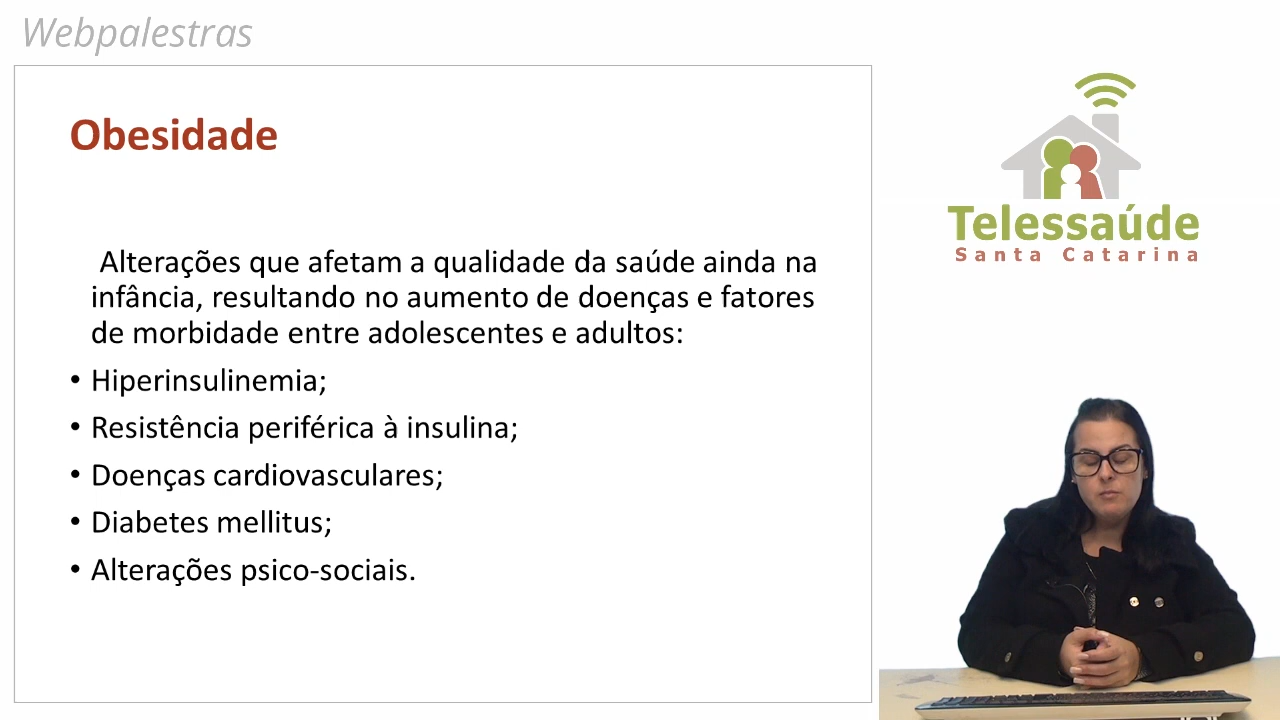 Webpalestras
Obesidade
Alterações que afetam a qualidade da saúde ainda na
infância, resultando no aumento de doenças e fatores
de morbidade entre adolescentes e adultos:
• Hiperinsulinemia;
• Resistência periférica à insulina;
• Doenças cardiovasculares;
• Diabetes mellitus;
• Alterações psico-sociais.
Telessaúde
Santa Catarina